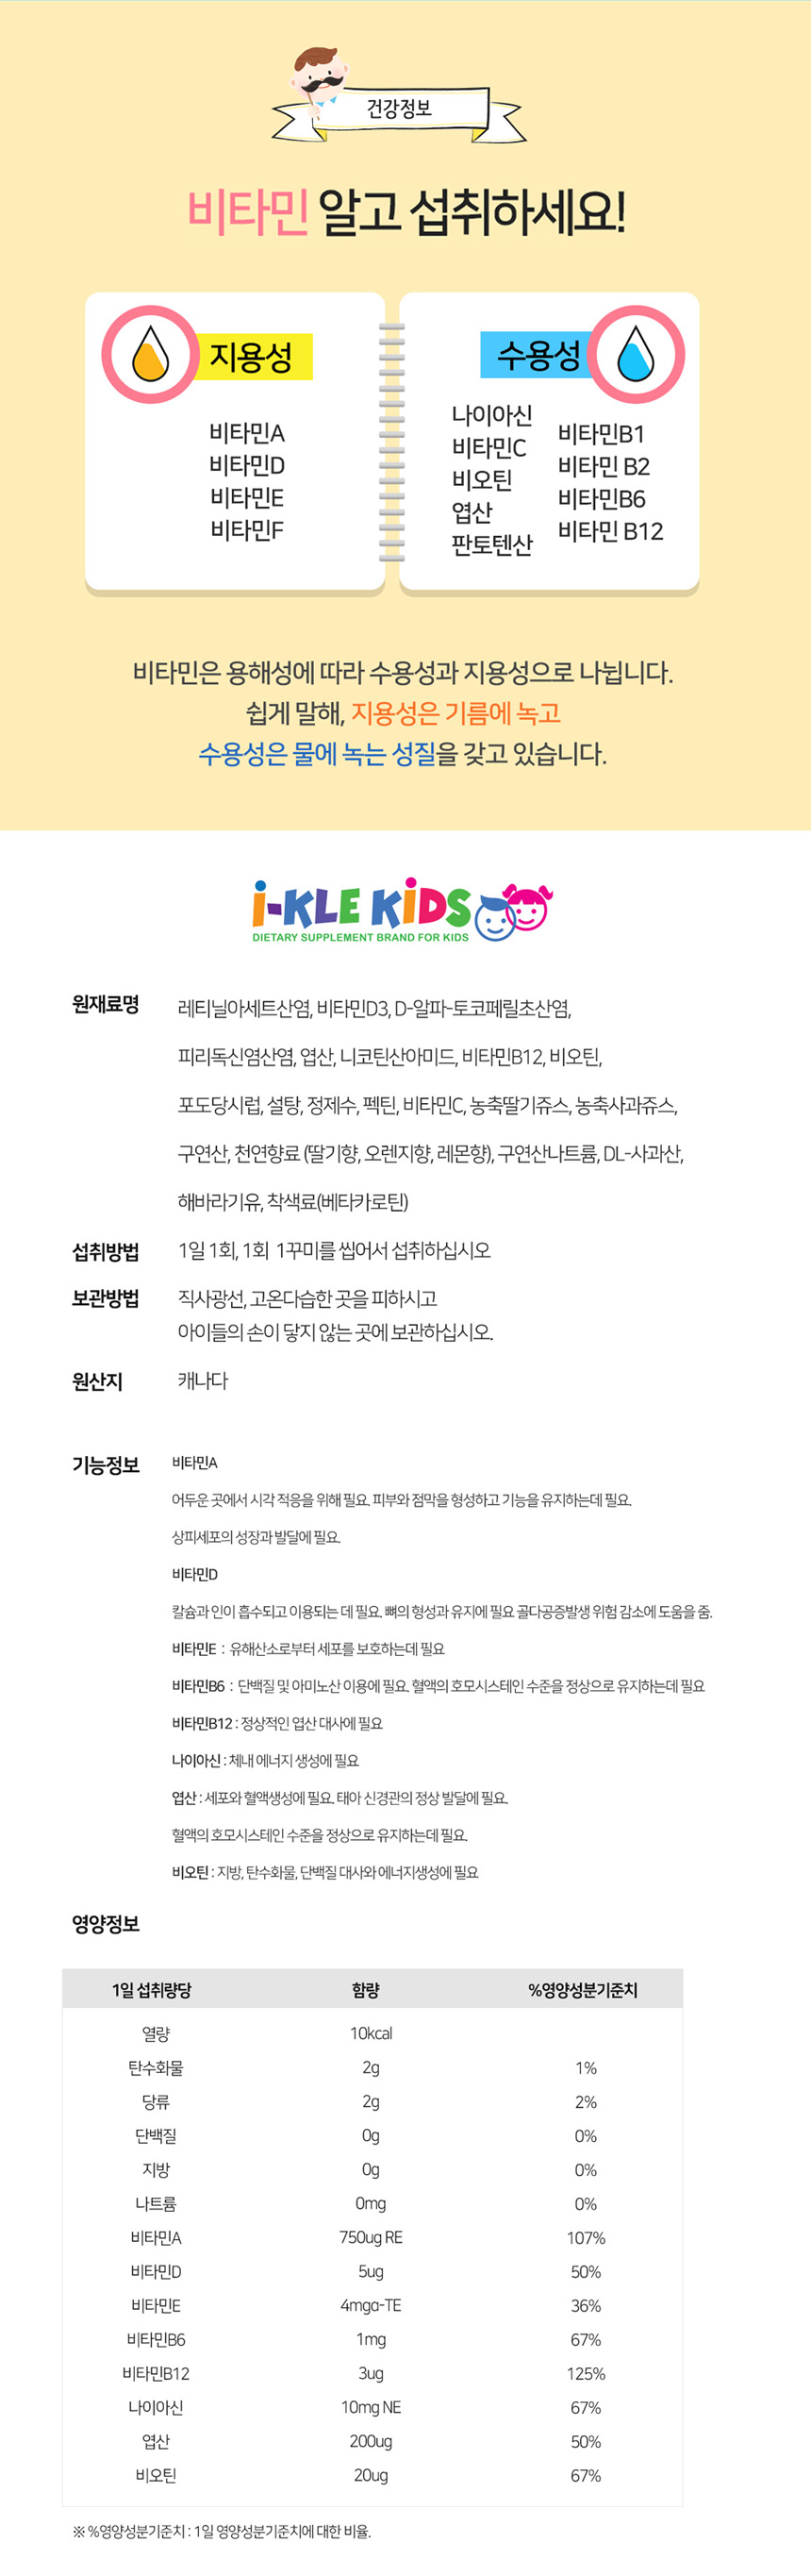 건강정보
비타민 알고 섭취하세요!
지용성
비타민A
비타민D
비타민E
비타민F
수용성
나이아신
비타민C
비오틴
엽산
판토텐산
비타민B1
비타민 B2
비타민B6
비타민 B12
비타민은 용해성에 따라 수용성과 지용성으로 나뉩니다.
쉽게 말해, 지용성은 기름에 녹고
수용성은 물에 녹는 성질을 갖고 있습니다.
i-KLE KiDS
DIETARY SUPPLEMENT BRAND FOR KIDS
원재료명 레티닐아세트산염, 비타민D3, D-알파-토코페릴초산염,
피리독신염산염, 엽산, 니코틴산아미드, 비타민B12, 비오틴,
포도당시럽, 설탕, 정제수, 펙틴, 비타민C, 농축딸기쥬스, 농축사과쥬스,
구연산, 천연향료 (딸기향, 오렌지향, 레몬향), 구연산나트륨, DL-사과산,
해바라기유, 착색료(베타카로틴)
섭취방법 1일 1회, 1회 1꾸미를 씹어서 섭취하십시오
보관방법 직사광선, 고온다습한 곳을 피하시고
아이들의 손이 닿지 않는 곳에 보관하십시오.
원산지 캐나다
기능정보 비타민A
어두운 곳에서 시각 적응을 위해 필요. 피부와 점막을 형성하고 기능을 유지하는데 필요.
상피세포의 성장과 발달에 필요.
비타민D
칼슘과 인이 흡수되고 이용되는 데 필요. 뼈의 형성과 유지에 필요 골다공증발생 위험 감소에 도움을 줌.
비타민E : 유해산소로부터 세포를 보호하는데 필요
비타민B6 : 단백질 및 아미노산 이용에 필요. 혈액의 호모시스테인 수준을 정상으로 유지하는데 필요
비타민B12 : 정상적인 엽산 대사에 필요
나이아신 : 체내 에너지 생성에 필요
엽산 : 세포와 혈액생성에 필요. 태아 신경관의 정상 발달에 필요.
혈액의 호모시스테인 수준을 정상으로 유지하는데 필요.
비오틴 : 지방, 탄수화물, 단백질 대사와 에너지생성에 필요
영양정보
1일 섭취량당 함량 %영양성분기준치
열량 10kcal
탄수화물 2g 1%
당류 2g 2%
단백질 0g 0%
지방 0g 0%
나트륨 0mg 0%
비타민A 750ug RE 107%
비타민D 5ug 50%
비타민E 4mgα-TE 36%
비타민B6 1mg 67%
비타민B12 3ug 125%
나이아신 10mg NE 67%
엽산 200ug 50%
비오틴 20ug 67%
※ %영양성분기준치 : 1일 영양성분기준치에 대한 비율.